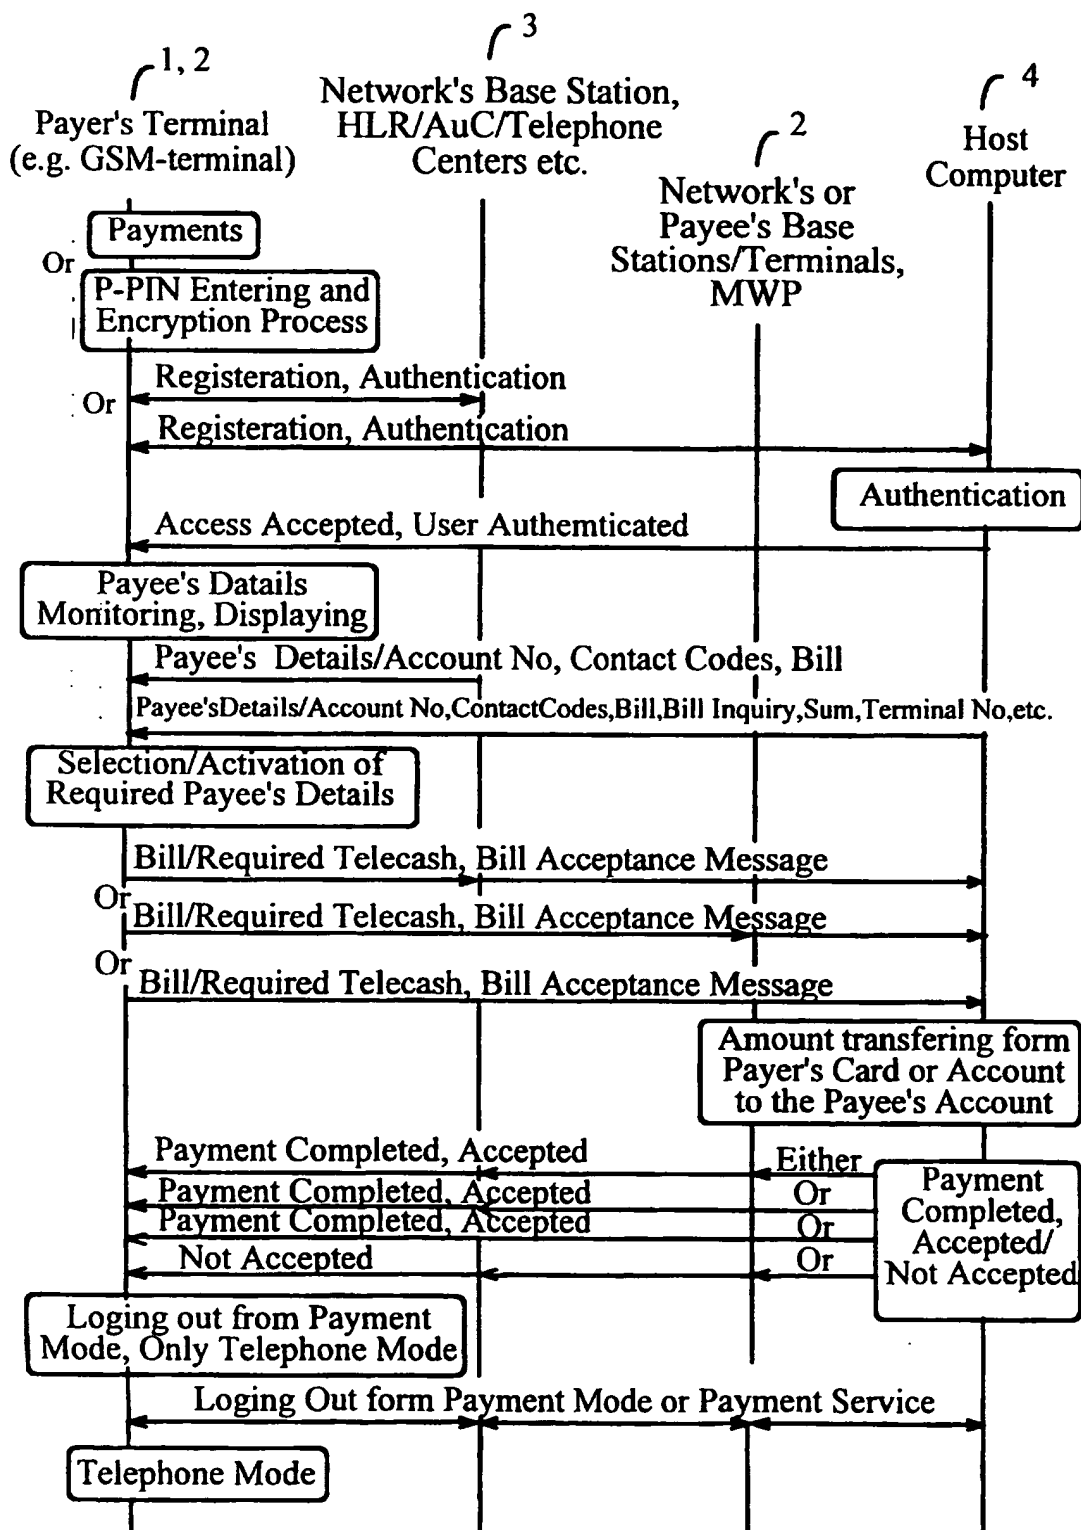 1, 2
3
2
4
Payer's Terminal
(e.g. GSM-terminal)
Network's Base Station,
HLR/AuC/Telephone
Centers etc.
Network's or
Payee's Base
Stations/Terminals,
MWP
Host
Computer
Payments
Or
P-PIN Entering and
Encryption Process
Registeration, Authentication
Or
Registeration, Authentication
Authentication
Access Accepted, User Authemticated
Payee's Datails
Monitoring, Displaying
Payee's Details/Account No, Contact Codes, Bill
Payee'sDetails/Account No,ContactCodes,Bill,Bill Inquiry,Sum,Terminal No,etc.
Selection/Activation of
Required Payee's Details
Bill/Required Telecash, Bill Acceptance Message
Or
Bill/Required Telecash, Bill Acceptance Message
Or
Bill/Required Telecash, Bill Acceptance Message
Amount transfering form
Payer's Card or Account
to the Payee's Account
Payment Completed, Accepted
Either
Payment Completed, Accepted
Or
Payment Completed, Accepted
Or
Not Accepted
Or
Payment
Completed,
Accepted/
Not Accepted
Loging out from Payment
Mode, Only Telephone Mode
Loging Out form Payment Mode or Payment Service
Telephone Mode